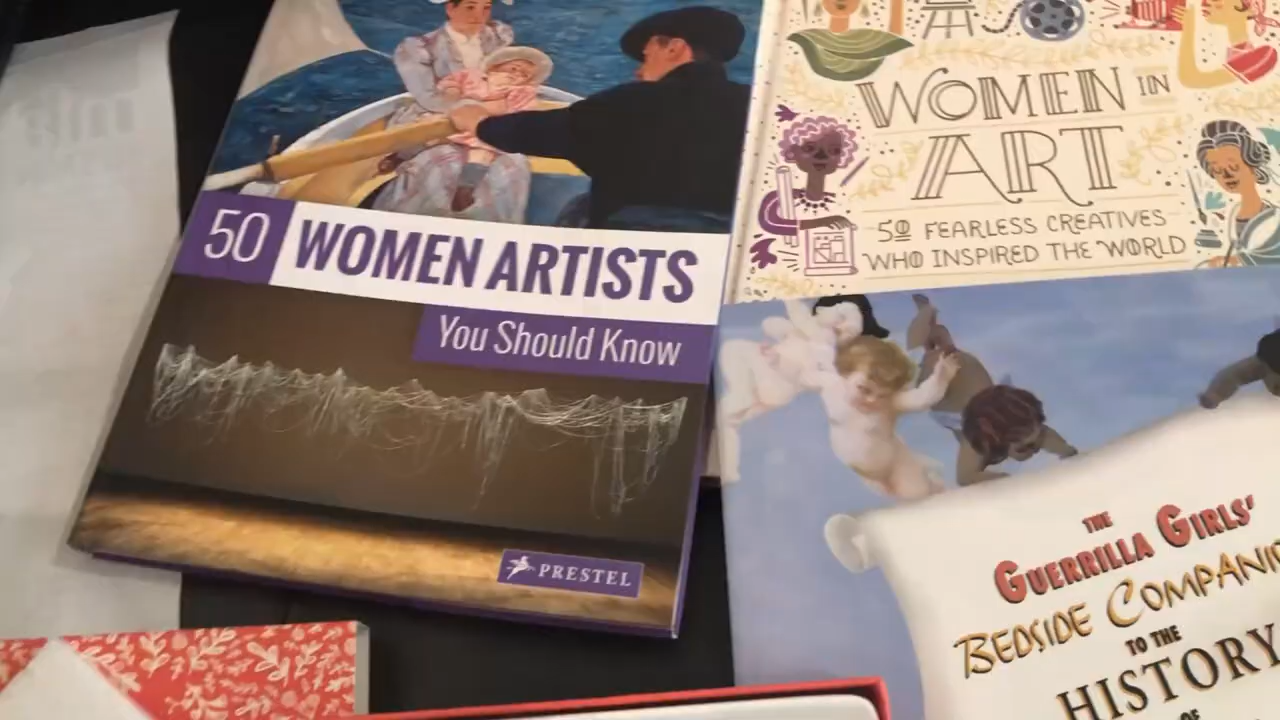 50 WOMEN ARTISTS
You Should Know
PRESTEL
WOMEN IN
ART
50 FEARLESS CREATIVES
WHO INSPIRED THE WORLD
THE
GUERRILLA GIRLS'
BEDSIDE
TO THE
HISTORY
OF